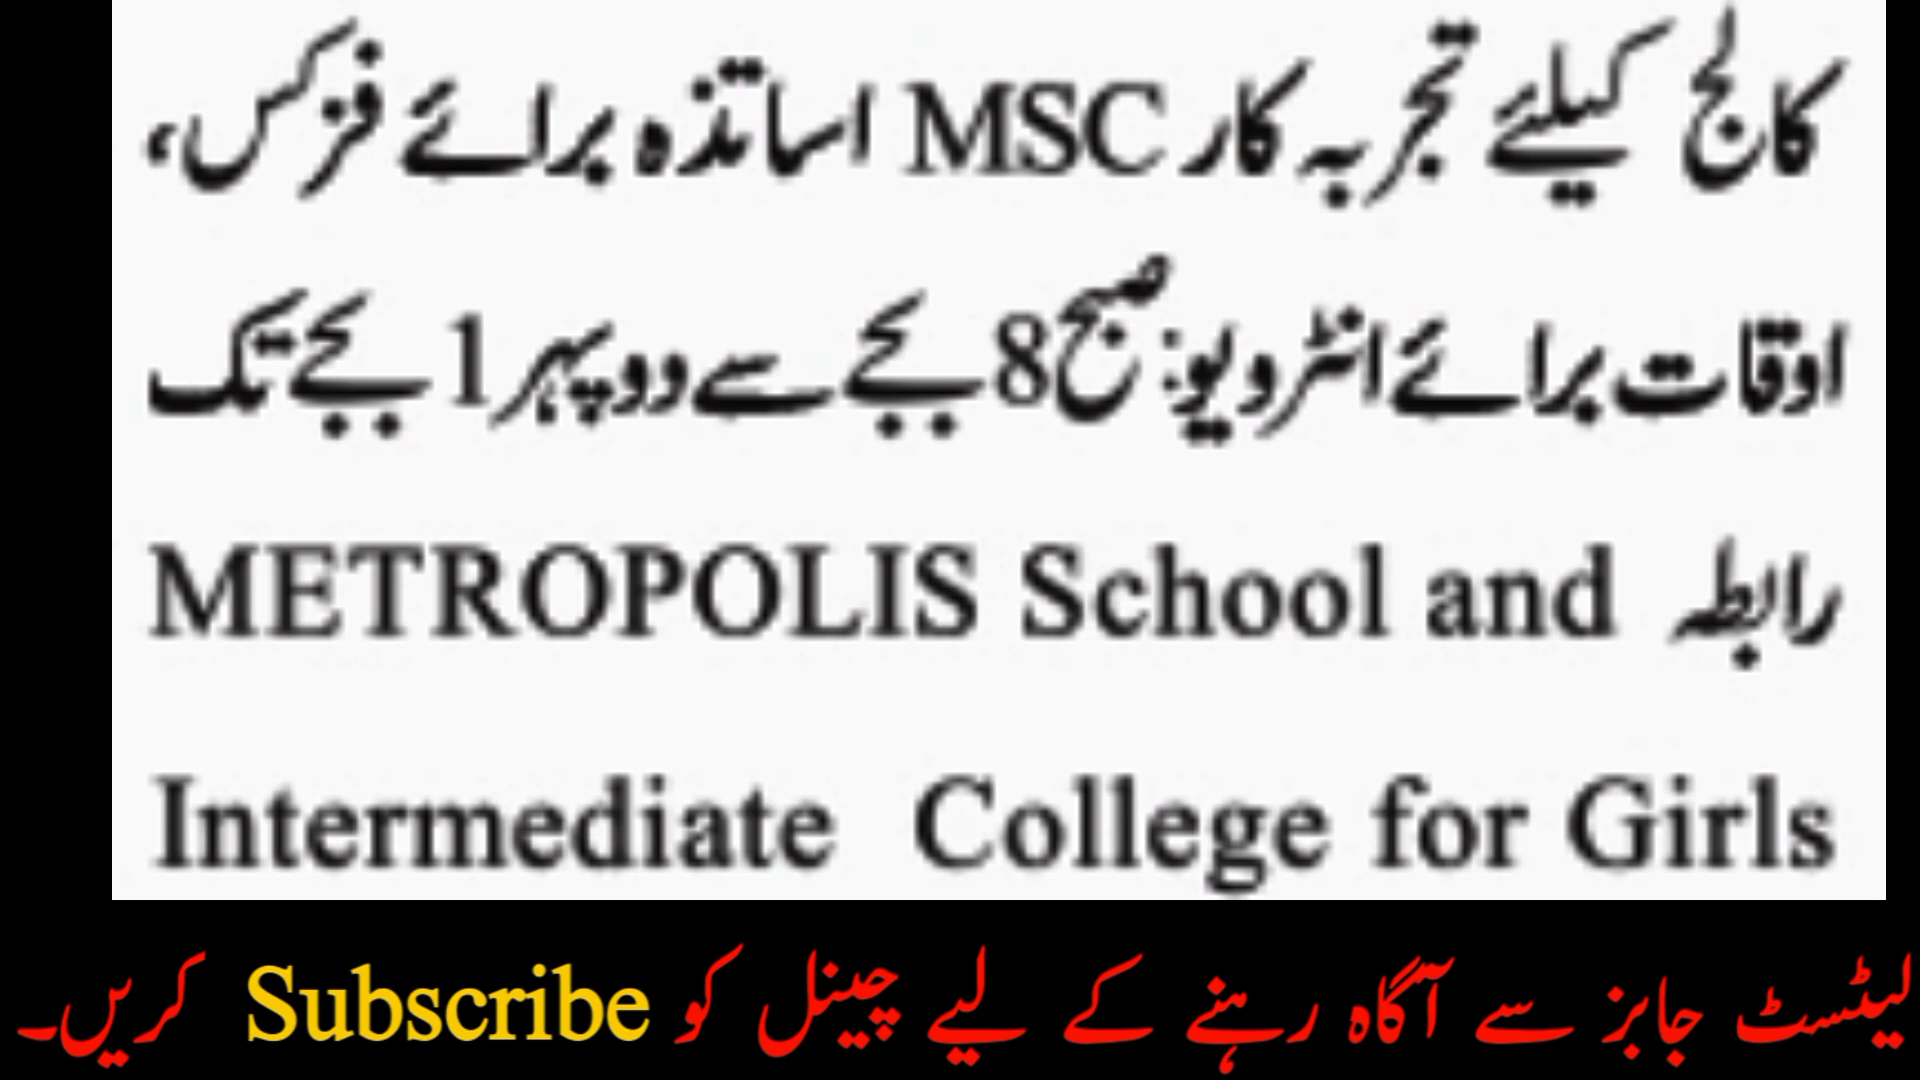 کالج کیلئے تجربہ کار MSC اساتذہ برائے فزکس،
اوقات برائے انٹرویو: صبح 8 بجے سے دوپہر 1 بجے تک
رابطہ METROPOLIS School and
Intermediate College for Girls
لیٹسٹ جابز سے آگاہ رہنے کے لیے چینل کو Subscribe کریں۔